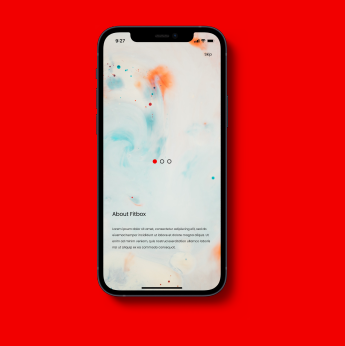 9:27
About Fitbox
Lorem ipsum dolor sit amet, consectetur adipiscing elit, sed do
eiusmod tempor incididunt ut labore et dolore magna aliqua. Ut
enim ad minim veniam, quis nostrud exercitation ullamco laboris
nisi ut aliquip ex ea commodo consequat.